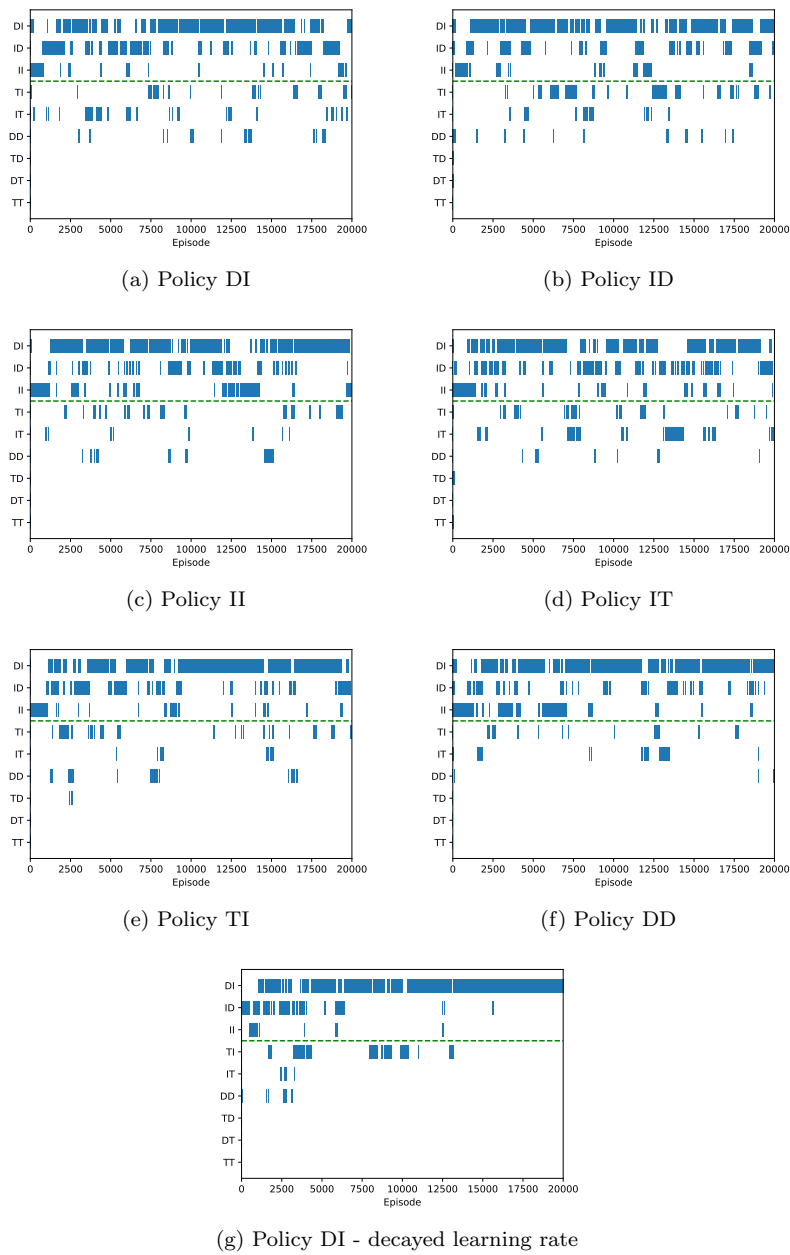 DI
ID
II
TI
IT
DD
TD
DT
TT
0 2500 5000 7500 10000 12500 15000 17500 20000
Episode
(a) Policy DI
DI
ID
II
TI
IT
DD
TD
DT
TT
0 2500 5000 7500 10000 12500 15000 17500 20000
Episode
(b) Policy ID
DI
ID
II
TI
IT
DD
TD
DT
TT
0 2500 5000 7500 10000 12500 15000 17500 20000
Episode
(c) Policy II
DI
ID
II
TI
IT
DD
TD
DT
TT
0 2500 5000 7500 10000 12500 15000 17500 20000
Episode
(d) Policy IT
DI
ID
II
TI
IT
DD
TD
DT
TT
0 2500 5000 7500 10000 12500 15000 17500 20000
Episode
(e) Policy TI
DI
ID
II
TI
IT
DD
TD
DT
TT
0 2500 5000 7500 10000 12500 15000 17500 20000
Episode
(f) Policy DD
DI
ID
II
TI
IT
DD
TD
DT
TT
0 2500 5000 7500 10000 12500 15000 17500 20000
Episode
(g) Policy DI - decayed learning rate